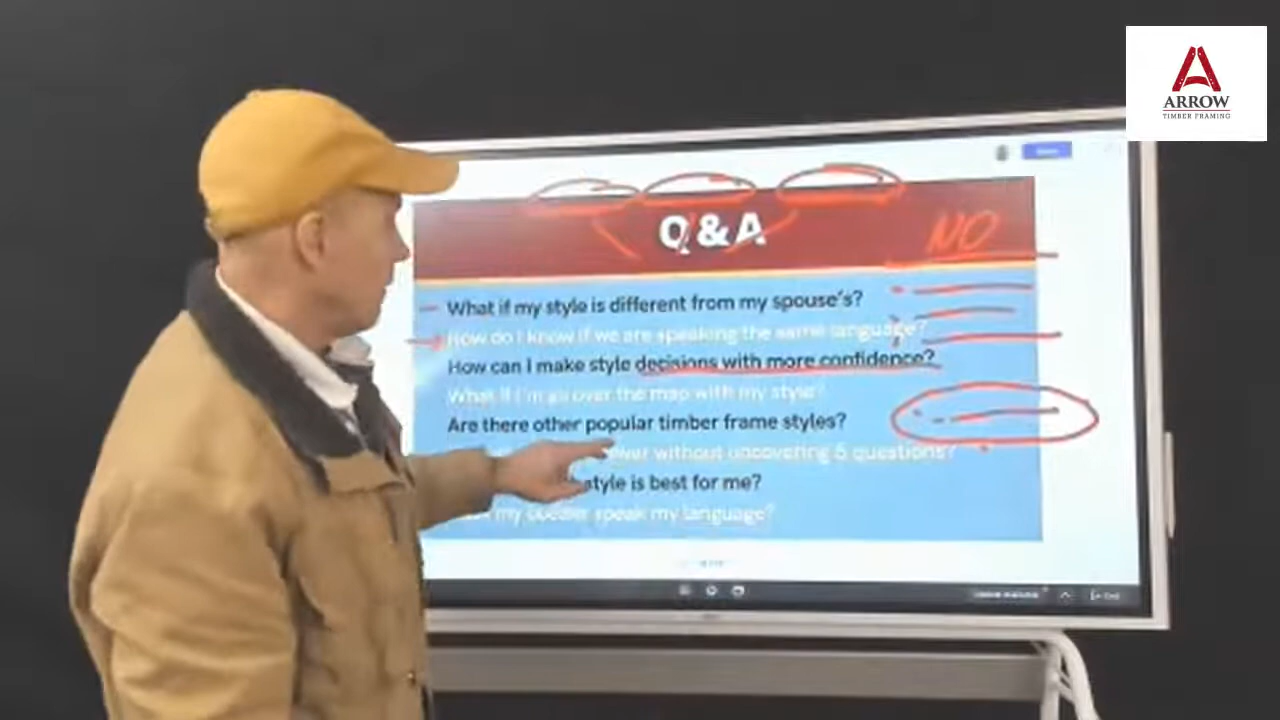 ARROW
TIMBER FRAMING
Q & A
NO
What if my style is different from my spouse's?
How do I know if we are speaking the same language?
How can I make style decisions with more confidence?
What if I'm all over the map with my style?
Are there other popular timber frame styles?
without uncovering 5 questions?
style is best for me?
my builder speak my language?